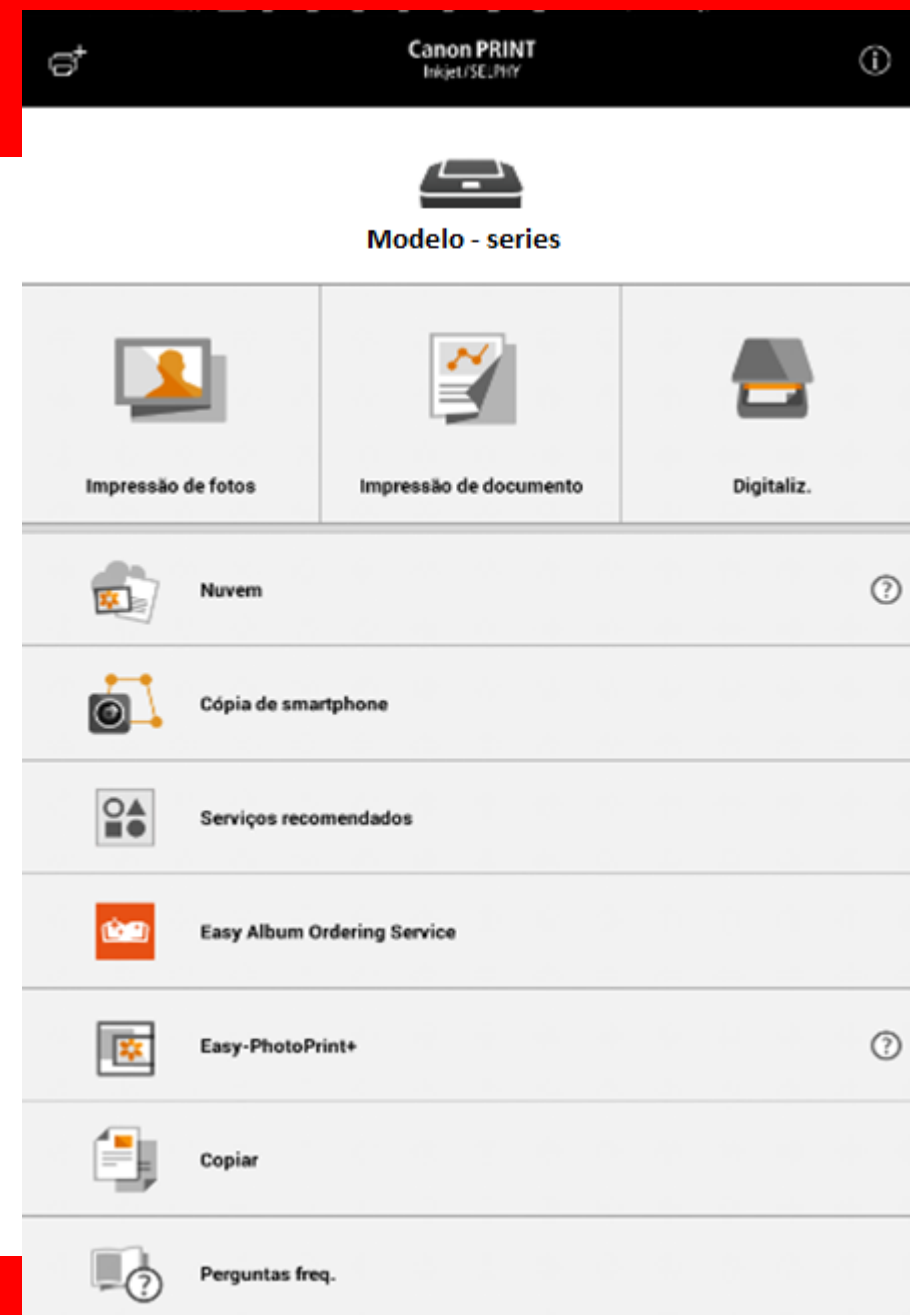 Canon PRINT
Inkjet/SELPHY
Modelo - series
Impressão de fotos
Impressão de documento
Digitaliz.
Nuvem
Cópia de smartphone
Serviços recomendados
Easy Album Ordering Service
Easy-PhotoPrint+
Copiar
Perguntas freq.